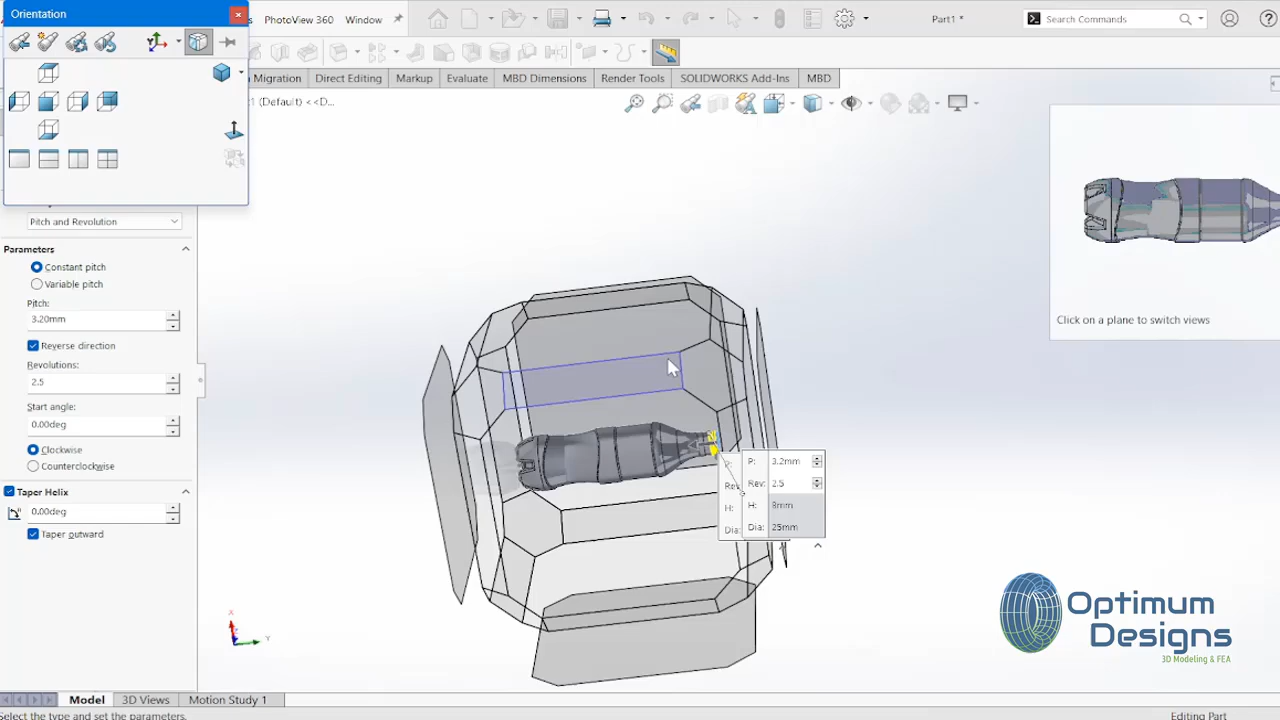 Orientation
PhotoView 360
Window
Part1 *
Search Commands
Migration
Direct Editing
Markup
Evaluate
MBD Dimensions
Render Tools
SOLIDWORKS Add-Ins
MBD
(Default) <<D...
Pitch and Revolution
Parameters
Constant pitch
Variable pitch
Pitch:
3.20mm
Reverse direction
Revolutions:
2.5
Start angle:
0.00deg
Clockwise
Counterclockwise
Taper Helix
0.00deg
Taper outward
Click on a plane to switch views
P: P: 3.2mm
Rev: Rev: 2.5
H: H: 8mm
Dia: Dia: 25mm
X
Y
Optimum
Designs
3D Modeling & FEA
Model
3D Views
Motion Study 1
Select the type and set the parameters.
Editing Part